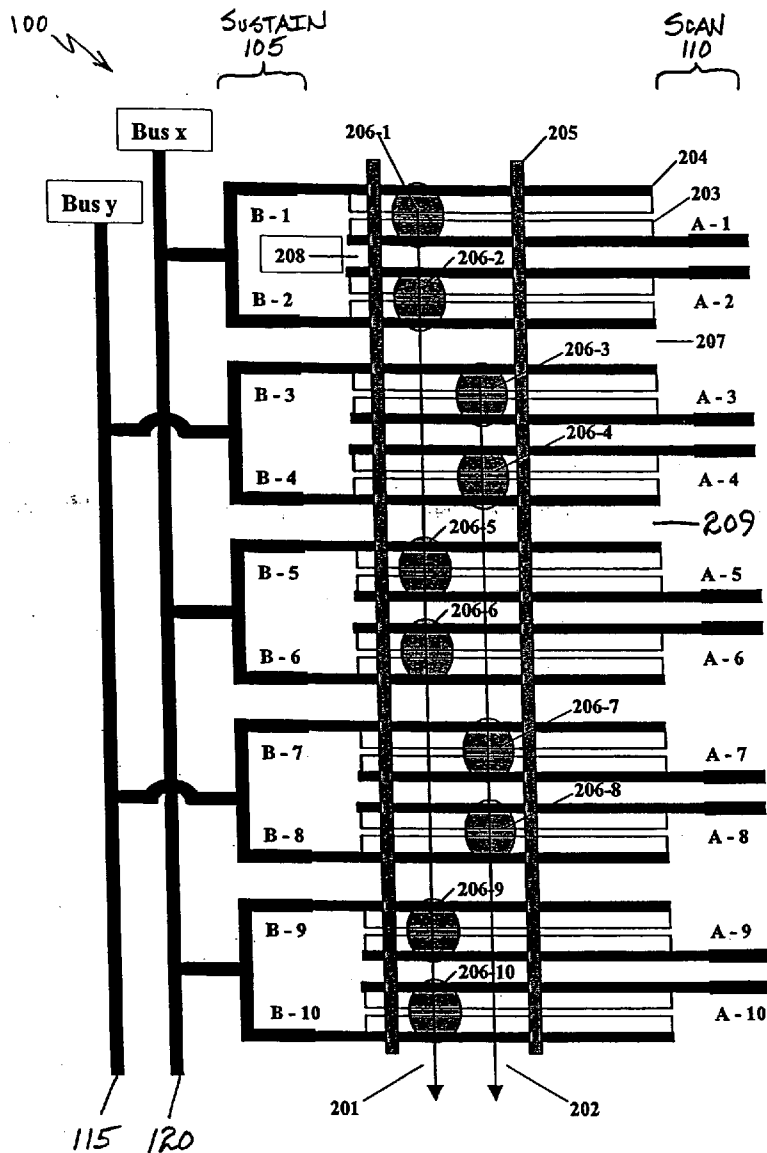 100
SUSTAIN
105
SCAN
110
Bus x
Bus y
206-1
205
204
203
B - 1
A - 1
208
206-2
B - 2
A - 2
207
206-3
B - 3
A - 3
206-4
B - 4
A - 4
209
206-5
B - 5
A - 5
206-6
B - 6
A - 6
206-7
B - 7
A - 7
206-8
B - 8
A - 8
206-9
B - 9
A - 9
206-10
B - 10
A - 10
201
202
115
120